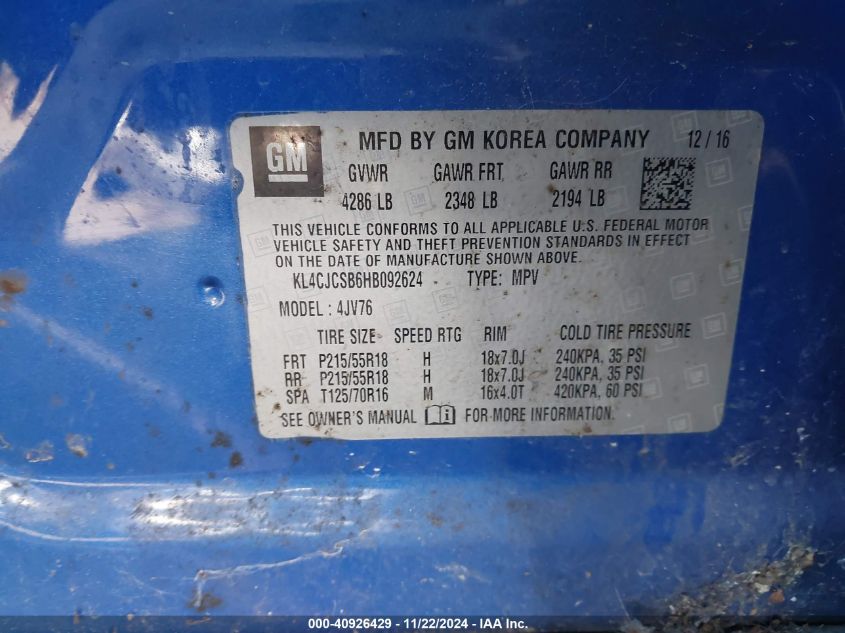 GM MFD BY GM KOREA COMPANY 12/16
GVWR GAWR FRT GAWR RR
4286 LB 2348 LB 2194 LB
THIS VEHICLE CONFORMS TO ALL APPLICABLE U.S. FEDERAL MOTOR
VEHICLE SAFETY AND THEFT PREVENTION STANDARDS IN EFFECT
ON THE DATE OF MANUFACTURE SHOWN ABOVE.
KL4CJCSB6HB092624 TYPE: MPV
MODEL: 4JV76
TIRE SIZE SPEED RTG RIM COLD TIRE PRESSURE
FRT P215/55R18 H 18x7.0J 240KPA, 35 PSI
RR P215/55R18 H 18x7.0J 240KPA, 35 PSI
SPA T125/70R16 M 16x4.0T 420KPA, 60 PSI
SEE OWNER'S MANUAL FOR MORE INFORMATION.
000-40926429 - 11/22/2024 - IAA Inc.